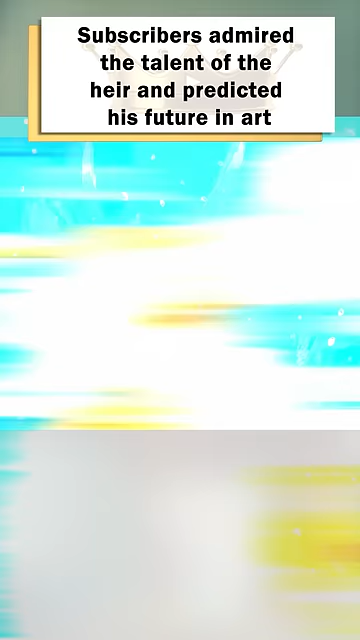 Subscribers admired
the talent of the
heir and predicted
his future in art